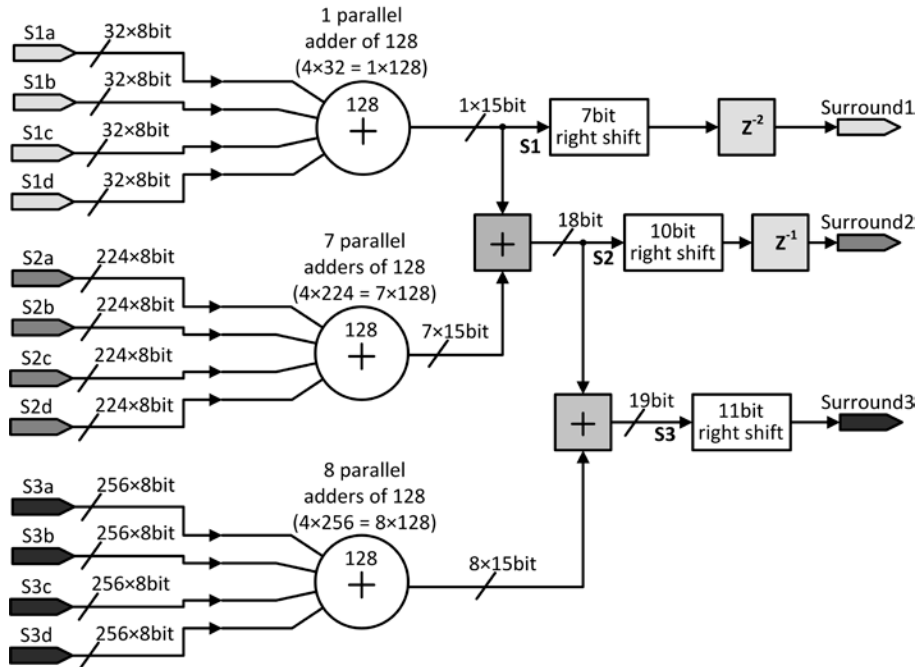 1 parallel
adder of 128
(4×32 = 1×128)
S1a
32×8bit
S1b
32×8bit
S1c
32×8bit
S1d
32×8bit
128
+
1×15bit
S1
7bit
right shift
Z⁻²
Surround1
7 parallel
adders of 128
(4×224 = 7×128)
S2a
224×8bit
S2b
224×8bit
S2c
224×8bit
S2d
224×8bit
128
+
7×15bit
+
18bit
S2
10bit
right shift
Z⁻¹
Surround2
8 parallel
adders of 128
(4×256 = 8×128)
S3a
256×8bit
S3b
256×8bit
S3c
256×8bit
S3d
256×8bit
128
+
8×15bit
+
19bit
S3
11bit
right shift
Surround3